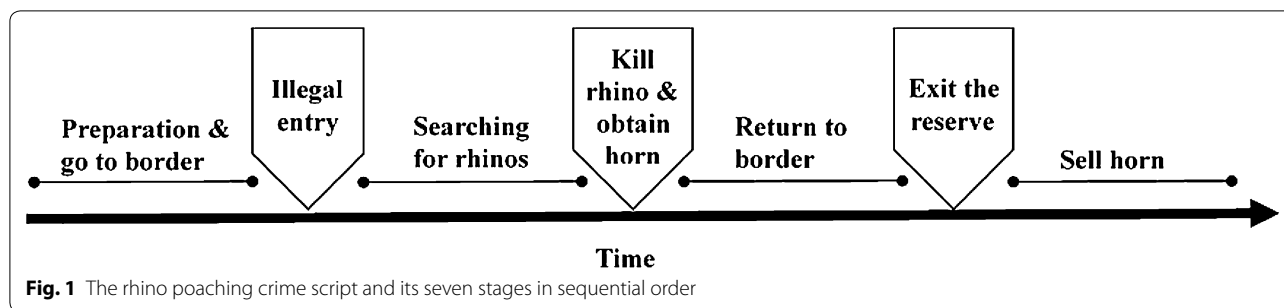 Preparation &
go to border
Illegal
entry
Searching
for rhinos
Kill
rhino &
obtain
horn
Return to
border
Exit the
reserve
Sell horn
Time
Fig. 1 The rhino poaching crime script and its seven stages in sequential order